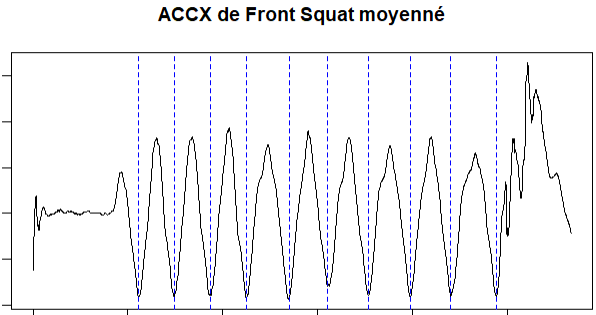 ACCX de Front Squat moyenné